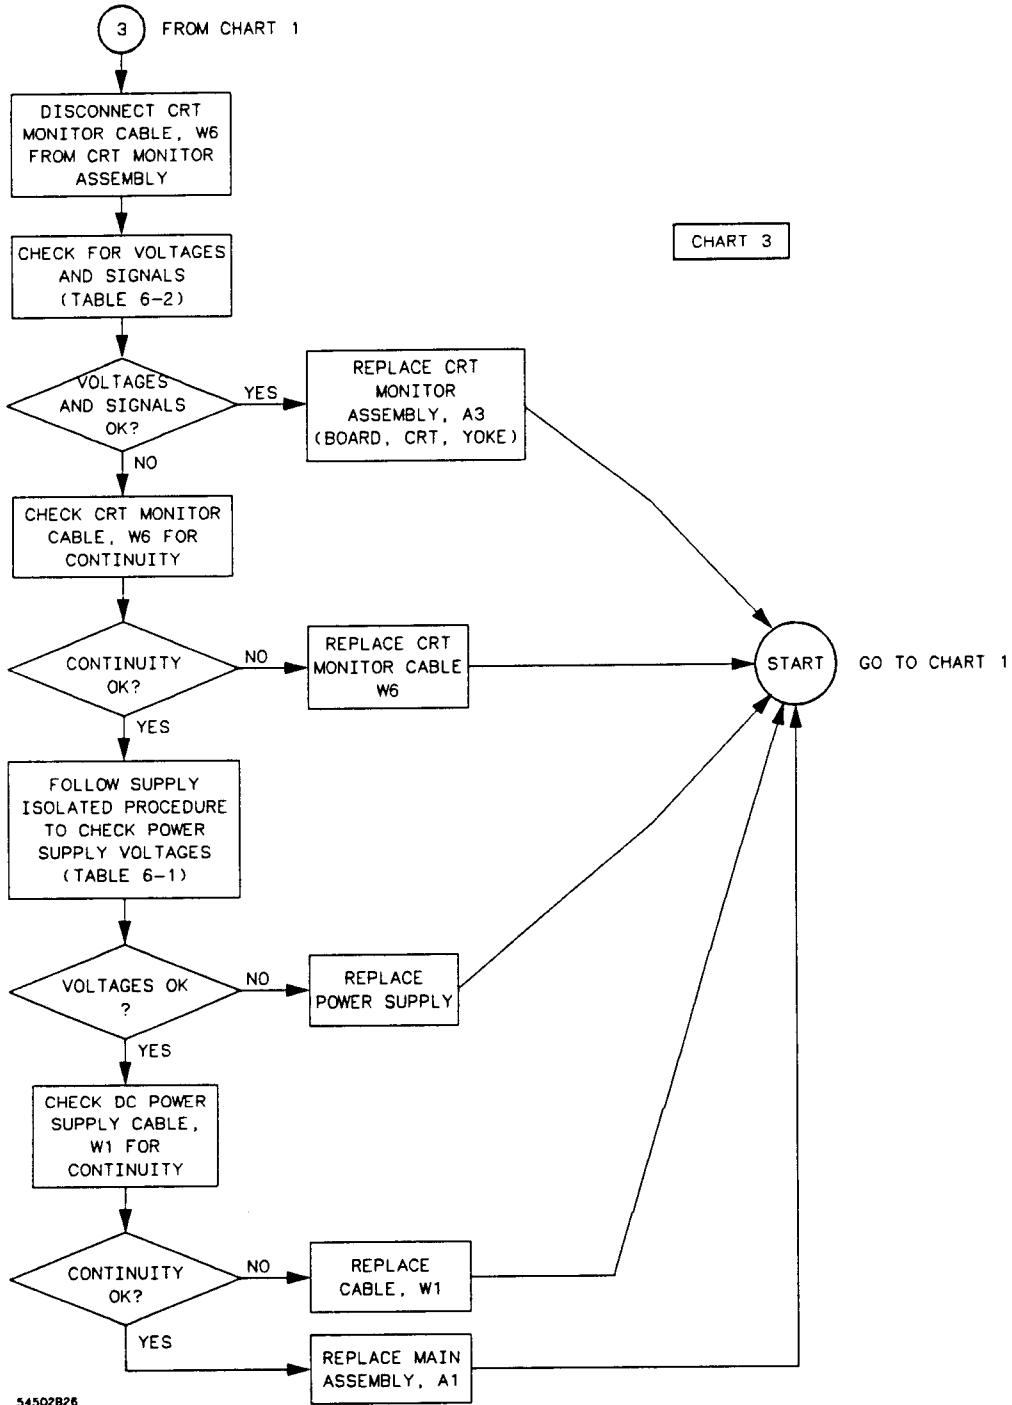 3 FROM CHART 1
DISCONNECT CRT
MONITOR CABLE, W6
FROM CRT MONITOR
ASSEMBLY
CHART 3
CHECK FOR VOLTAGES
AND SIGNALS
(TABLE 6-2)
VOLTAGES
AND SIGNALS
OK?
YES
REPLACE CRT
MONITOR
ASSEMBLY, A3
(BOARD, CRT, YOKE)
NO
CHECK CRT MONITOR
CABLE, W6 FOR
CONTINUITY
CONTINUITY
OK?
NO
REPLACE CRT
MONITOR CABLE
W6
START GO TO CHART 1
YES
FOLLOW SUPPLY
ISOLATED PROCEDURE
TO CHECK POWER
SUPPLY VOLTAGES
(TABLE 6-1)
VOLTAGES OK
?
NO
REPLACE
POWER SUPPLY
YES
CHECK DC POWER
SUPPLY CABLE,
W1 FOR
CONTINUITY
CONTINUITY
OK?
NO
REPLACE
CABLE, W1
YES
REPLACE MAIN
ASSEMBLY, A1
54502B26